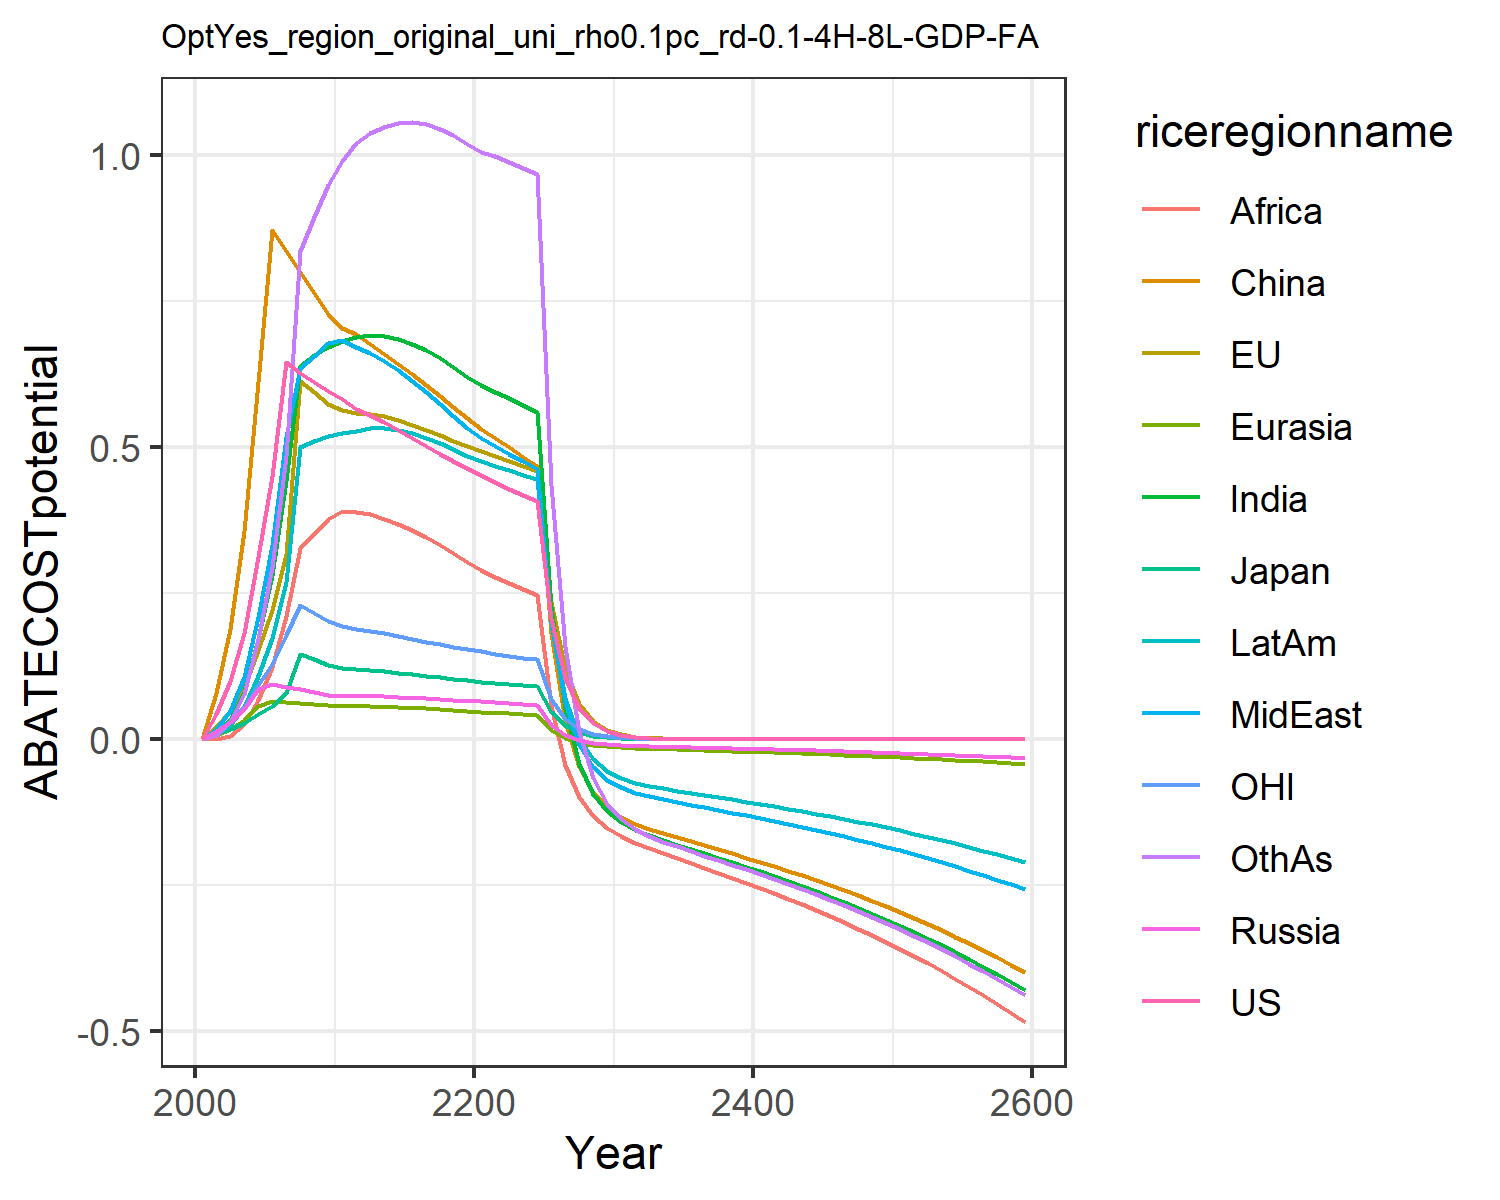 OptYes_region_original_uni_rho0.1pc_rd-0.1-4H-8L-GDP-FA
ABATECOSTpotential
1.0
0.5
0.0
-0.5
2000
2200
2400
2600
Year
riceregionname
Africa
China
EU
Eurasia
India
Japan
LatAm
MidEast
OHI
OthAs
Russia
US